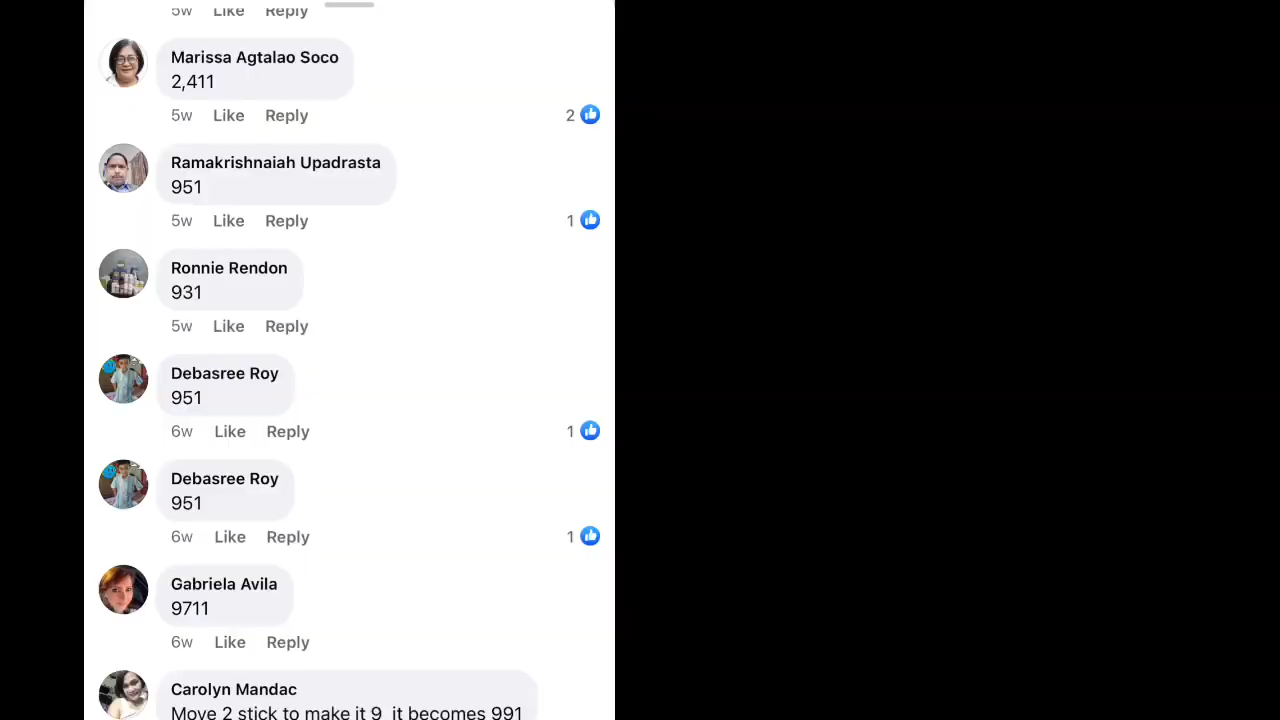 5w Like Reply
Marissa Agtalao Soco
2,411
5w Like Reply 2
Ramakrishnaiah Upadrasta
951
5w Like Reply 1
Ronnie Rendon
931
5w Like Reply
Debasree Roy
951
6w Like Reply 1
Debasree Roy
951
6w Like Reply 1
Gabriela Avila
9711
6w Like Reply
Carolyn Mandac
Move 2 stick to make it 9 it becomes 991